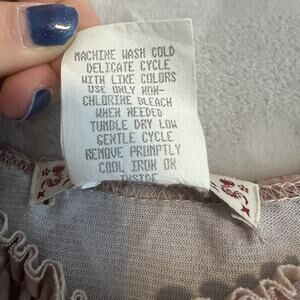 MACHINE WASH COLD
DELICATE CYCLE
WITH LIKE COLORS
USE ONLY NON-
CHLORINE BLEACH
WHEN NEEDED
TUMBLE DRY LOW
GENTLE CYCLE
REMOVE PROMPTLY
COOL IRON ON
INSIDE